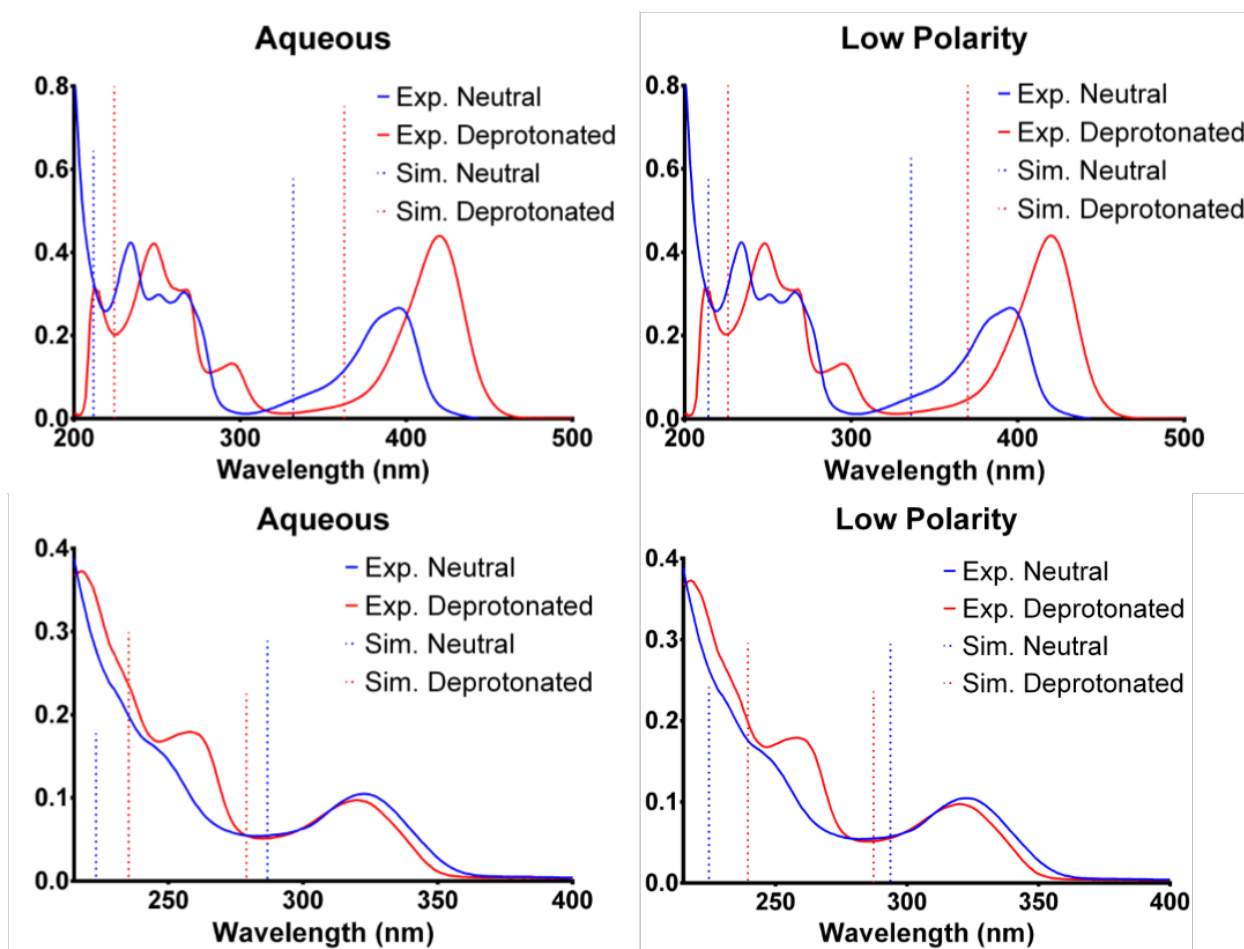 Aqueous
0.8
0.6
0.4
0.2
0.0
200
300
400
500
Wavelength (nm)
Exp. Neutral
Exp. Deprotonated
Sim. Neutral
Sim. Deprotonated
Low Polarity
0.8
0.6
0.4
0.2
0.0
200
300
400
500
Wavelength (nm)
Exp. Neutral
Exp. Deprotonated
Sim. Neutral
Sim. Deprotonated
Aqueous
0.4
0.3
0.2
0.1
0.0
250
300
350
400
Wavelength (nm)
Exp. Neutral
Exp. Deprotonated
Sim. Neutral
Sim. Deprotonated
Low Polarity
0.4
0.3
0.2
0.1
0.0
250
300
350
400
Wavelength (nm)
Exp. Neutral
Exp. Deprotonated
Sim. Neutral
Sim. Deprotonated